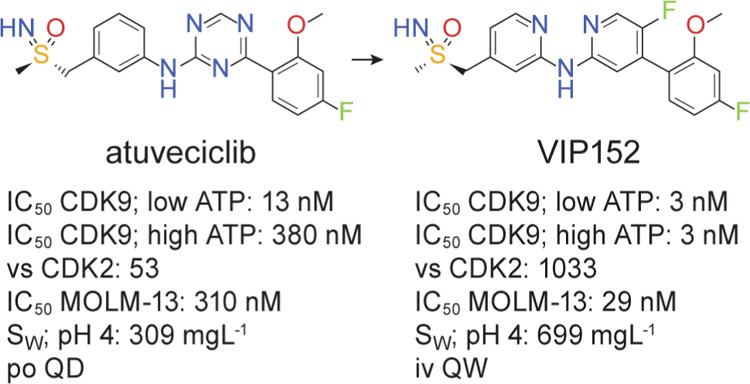 HN O
S
N
H
N N
N
O
F
atuveciclib
IC₅₀ CDK9; low ATP: 13 nM
IC₅₀ CDK9; high ATP: 380 nM
vs CDK2: 53
IC₅₀ MOLM-13: 310 nM
S_W; pH 4: 309 mgL⁻¹
po QD
HN O
S
N N
N
H
F
O
F
VIP152
IC₅₀ CDK9; low ATP: 3 nM
IC₅₀ CDK9; high ATP: 3 nM
vs CDK2: 1033
IC₅₀ MOLM-13: 29 nM
S_W; pH 4: 699 mgL⁻¹
iv QW